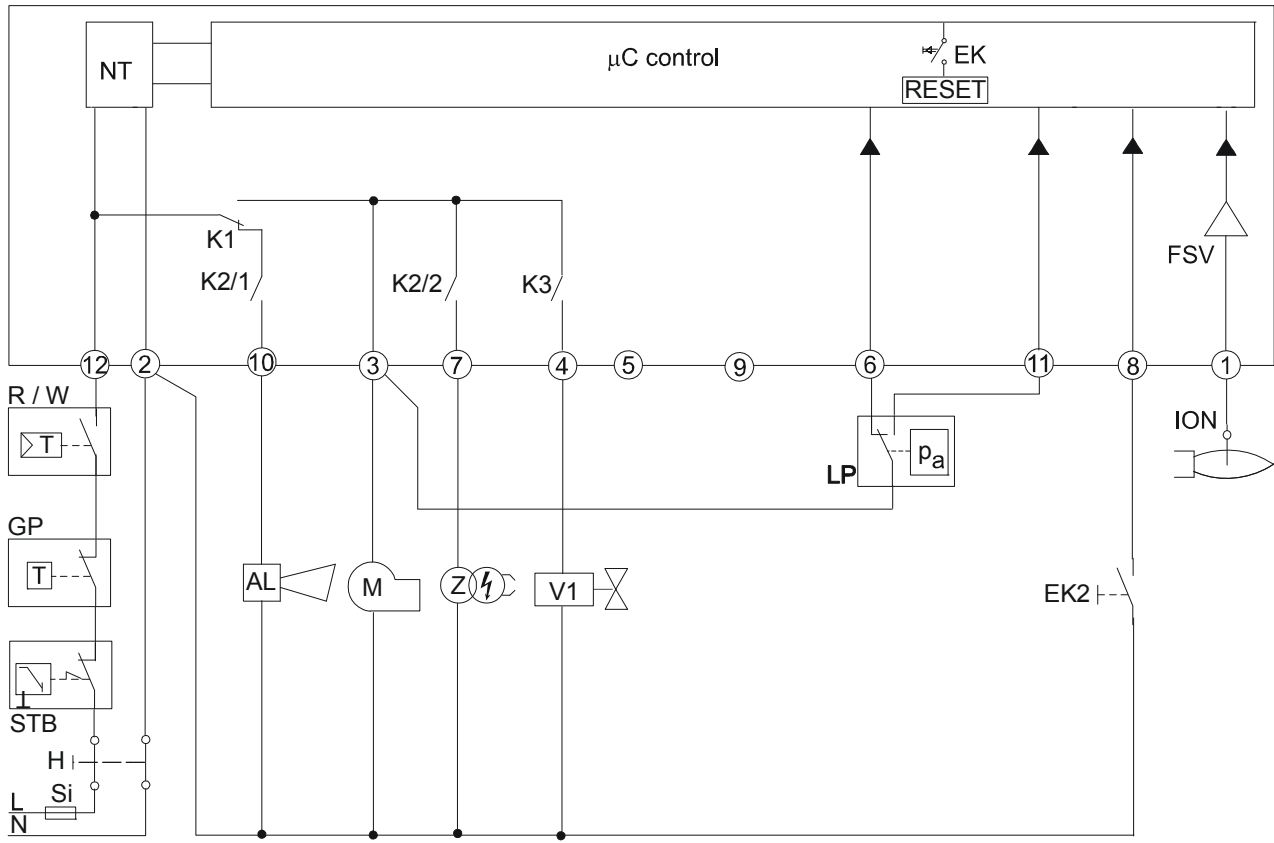 NT
μC control
EK
RESET
K1
K2/1
K2/2
K3
FSV
12
2
10
3
7
4
5
9
6
11
8
1
R / W
T
ION
LP
pa
GP
T
AL
M
Z
V1
EK2
STB
H
Si
L
N